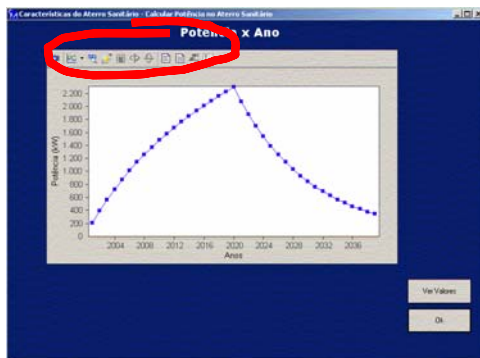 Características do Aterro Sanitário - Calcular Potência no Aterro Sanitário
Potência x Ano
2.200
2.000
1.800
1.600
1.400
1.200
1.000
800
600
400
200
0
Potência (kW)
2004 2008 2012 2016 2020 2024 2028 2032 2036
Anos
Ver Valores
Ok